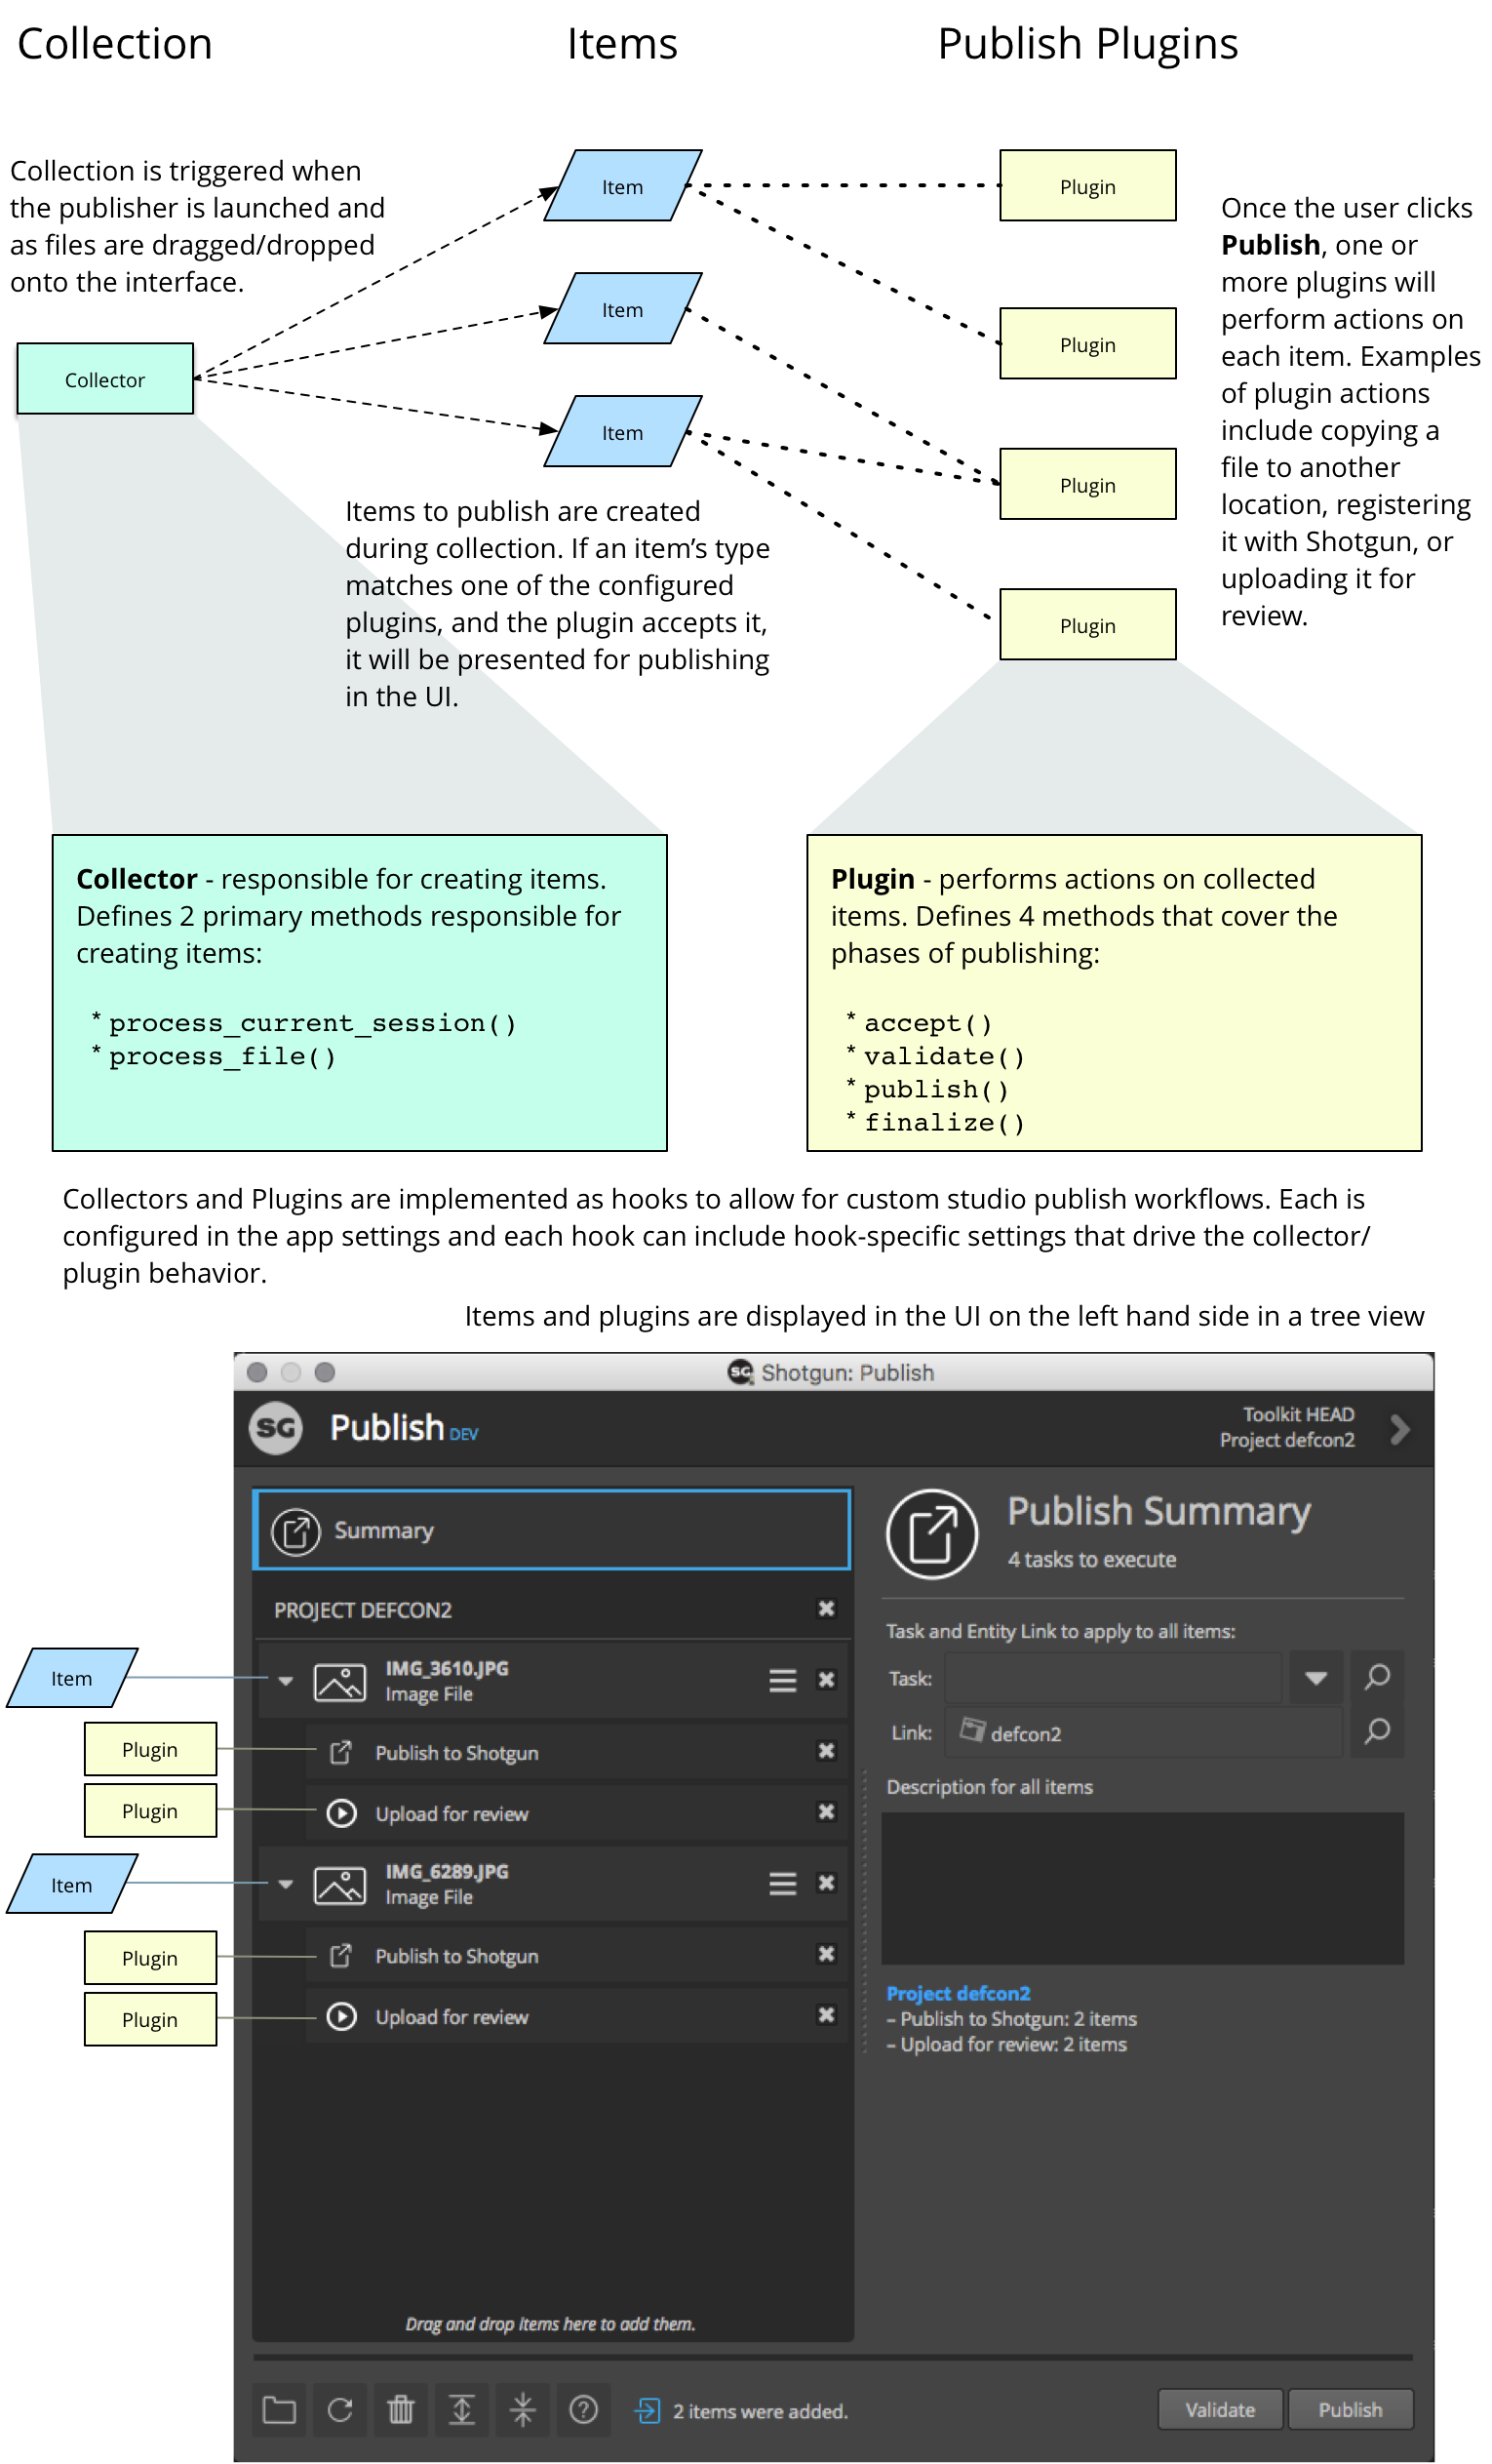 Collection
Items
Publish Plugins
Collection is triggered when
the publisher is launched and
as files are dragged/dropped
onto the interface.
Collector
Item
Item
Item
Items to publish are created
during collection. If an item’s type
matches one of the configured
plugins, and the plugin accepts it,
it will be presented for publishing
in the UI.
Plugin
Plugin
Plugin
Plugin
Once the user clicks
Publish, one or
more plugins will
perform actions on
each item. Examples
of plugin actions
include copying a
file to another
location, registering
it with Shotgun, or
uploading it for
review.
Collector - responsible for creating items.
Defines 2 primary methods responsible for
creating items:
* process_current_session()
* process_file()
Plugin - performs actions on collected
items. Defines 4 methods that cover the
phases of publishing:
* accept()
* validate()
* publish()
* finalize()
Collectors and Plugins are implemented as hooks to allow for custom studio publish workflows. Each is
configured in the app settings and each hook can include hook-specific settings that drive the collector/
plugin behavior.
Items and plugins are displayed in the UI on the left hand side in a tree view
SG Shotgun: Publish
SG Publish DEV
Toolkit HEAD
Project defcon2
Summary
PROJECT DEFCON2
Item
IMG_3610.JPG
Image File
Plugin
Publish to Shotgun
Plugin
Upload for review
Item
IMG_6289.JPG
Image File
Plugin
Publish to Shotgun
Plugin
Upload for review
Drag and drop items here to add them.
Publish Summary
4 tasks to execute
Task and Entity Link to apply to all items:
Task:
Link: defcon2
Description for all items
Project defcon2
– Publish to Shotgun: 2 items
– Upload for review: 2 items
2 items were added.
Validate
Publish